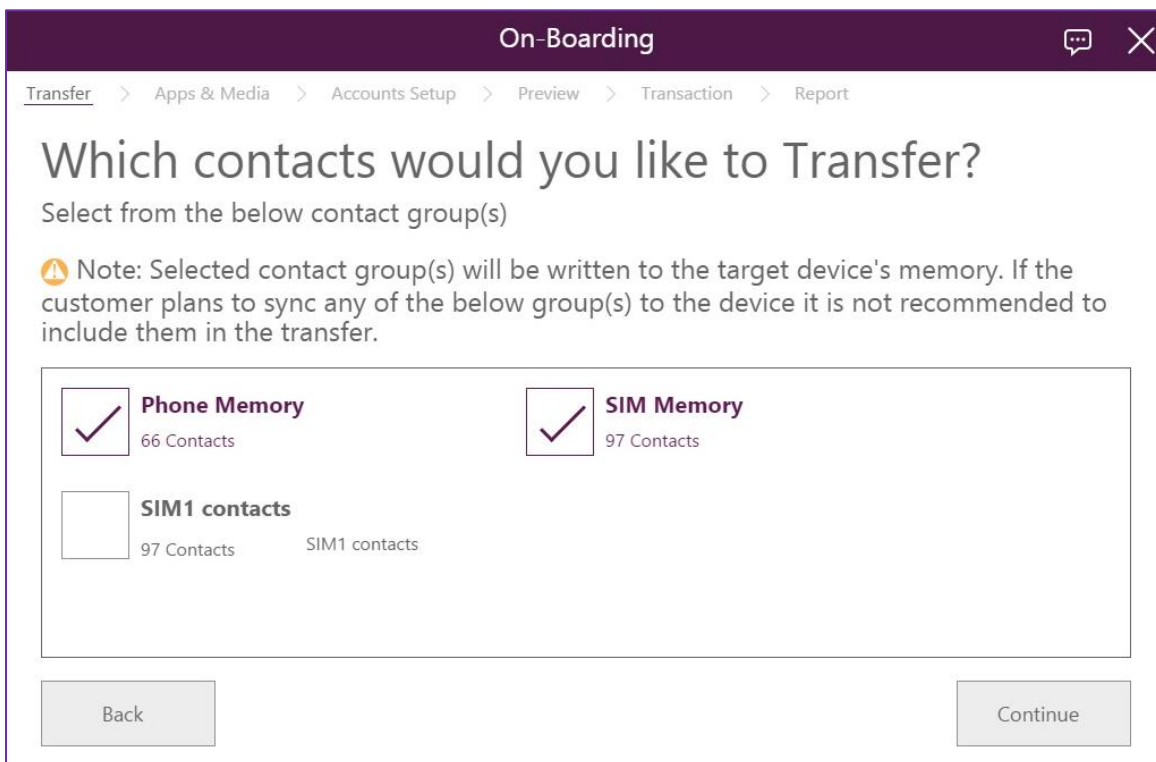 On-Boarding
Transfer > Apps & Media > Accounts Setup > Preview > Transaction > Report
Which contacts would you like to Transfer?
Select from the below contact group(s)
Note: Selected contact group(s) will be written to the target device's memory. If the
customer plans to sync any of the below group(s) to the device it is not recommended to
include them in the transfer.
Phone Memory
66 Contacts
SIM Memory
97 Contacts
SIM1 contacts
97 Contacts SIM1 contacts
Back
Continue